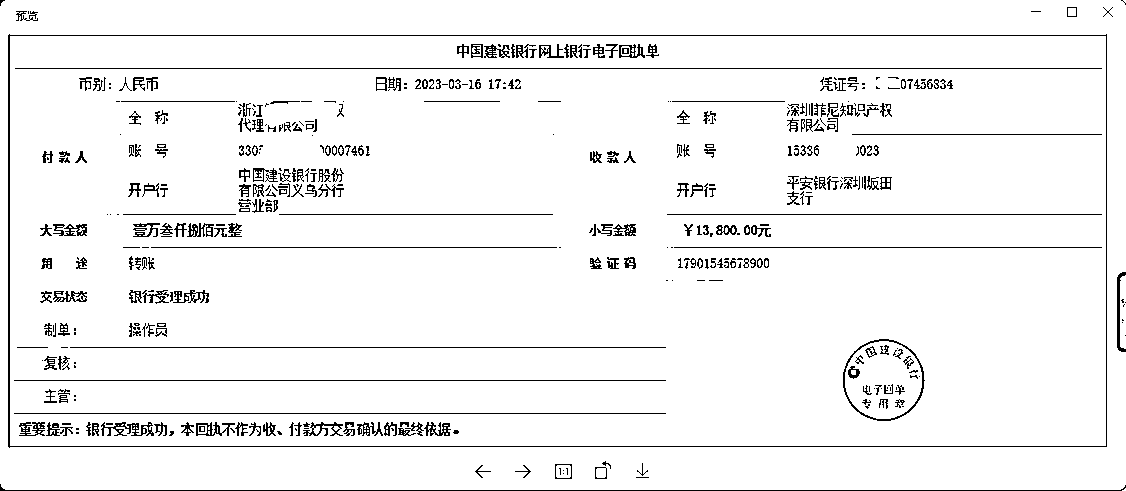 预览
中国建设银行网上银行电子回执单
币别：人民币 日期：2023-03-16 17:42 凭证号：07456834
付款人 全 称 浙江
代理有限公司
账 号 330 00007461
开户行 中国建设银行股份
有限公司义乌分行
营业部
收款人 全 称 深圳菲尼知识产权
有限公司
账 号 15336 0023
开户行 平安银行深圳坂田
支行
大写金额 壹万叁仟捌佰元整 小写金额 ￥13,800.00元
用 途 转账 验证码 17901545678900
交易状态 银行受理成功
制单： 操作员
复核：
主管：
中国建设银行
电子回单
专用章
重要提示：银行受理成功，本回执不作为收、付款方交易确认的最终依据。
1:1